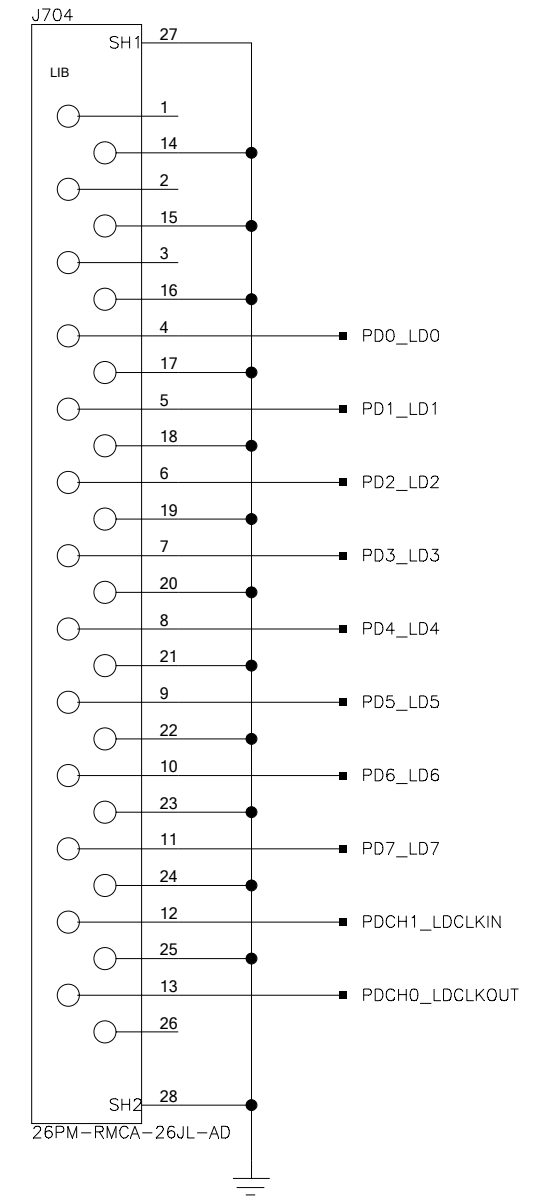 J704
SH1 27
LIB
1
14
2
15
3
16
4 PD0_LD0
17
5 PD1_LD1
18
6 PD2_LD2
19
7 PD3_LD3
20
8 PD4_LD4
21
9 PD5_LD5
22
10 PD6_LD6
23
11 PD7_LD7
24
12 PDCH1_LDCLKIN
25
13 PDCH0_LDCLKOUT
26
SH2 28
26PM-RMCA-26JL-AD